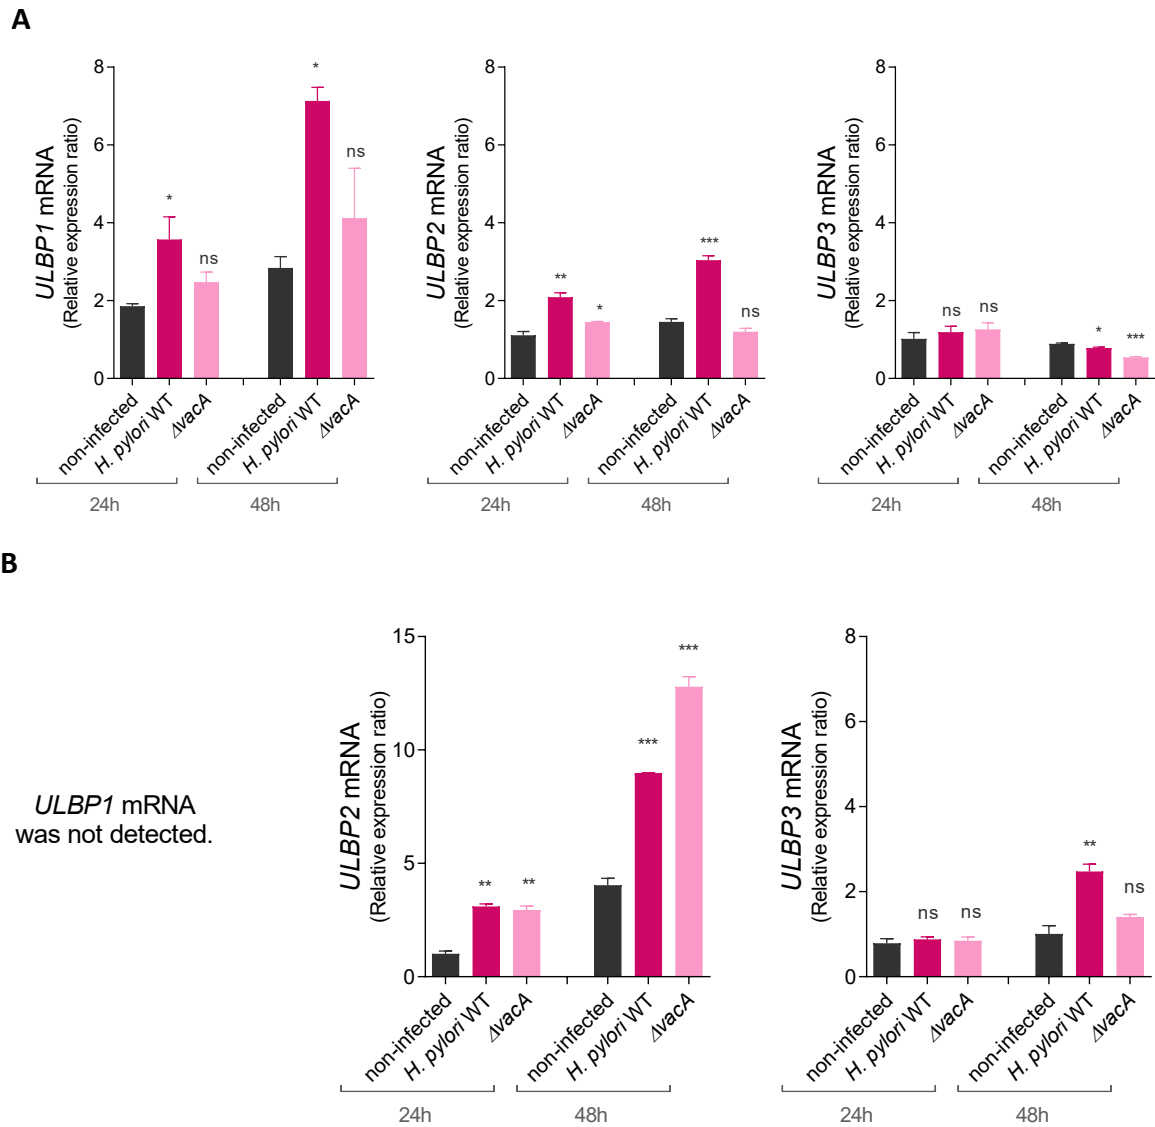 A
8
6
4
2
0
ULBP1 mRNA
(Relative expression ratio)
*
ns
*
ns
non-infected
H. pylori WT
ΔvacA
non-infected
H. pylori WT
ΔvacA
24h
48h
8
6
4
2
0
ULBP2 mRNA
(Relative expression ratio)
**
*
***
ns
non-infected
H. pylori WT
ΔvacA
non-infected
H. pylori WT
ΔvacA
24h
48h
8
6
4
2
0
ULBP3 mRNA
(Relative expression ratio)
ns
ns
*
***
non-infected
H. pylori WT
ΔvacA
non-infected
H. pylori WT
ΔvacA
24h
48h
B
ULBP1 mRNA
was not detected.
15
10
5
0
ULBP2 mRNA
(Relative expression ratio)
**
**
***
***
non-infected
H. pylori WT
ΔvacA
non-infected
H. pylori WT
ΔvacA
24h
48h
8
6
4
2
0
ULBP3 mRNA
(Relative expression ratio)
ns
ns
**
ns
non-infected
H. pylori WT
ΔvacA
non-infected
H. pylori WT
ΔvacA
24h
48h